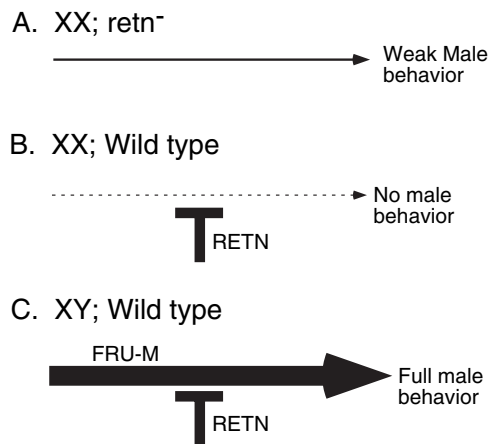 A. XX; retn-
Weak Male
behavior
B. XX; Wild type
No male
behavior
RETN
C. XY; Wild type
FRU-M
Full male
behavior
RETN